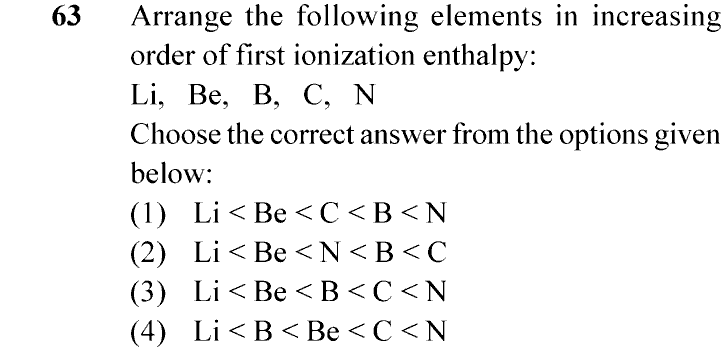 63 Arrange the following elements in increasing
order of first ionization enthalpy:
Li, Be, B, C, N
Choose the correct answer from the options given
below:
(1) Li < Be < C < B < N
(2) Li < Be < N < B < C
(3) Li < Be < B < C < N
(4) Li < B < Be < C < N